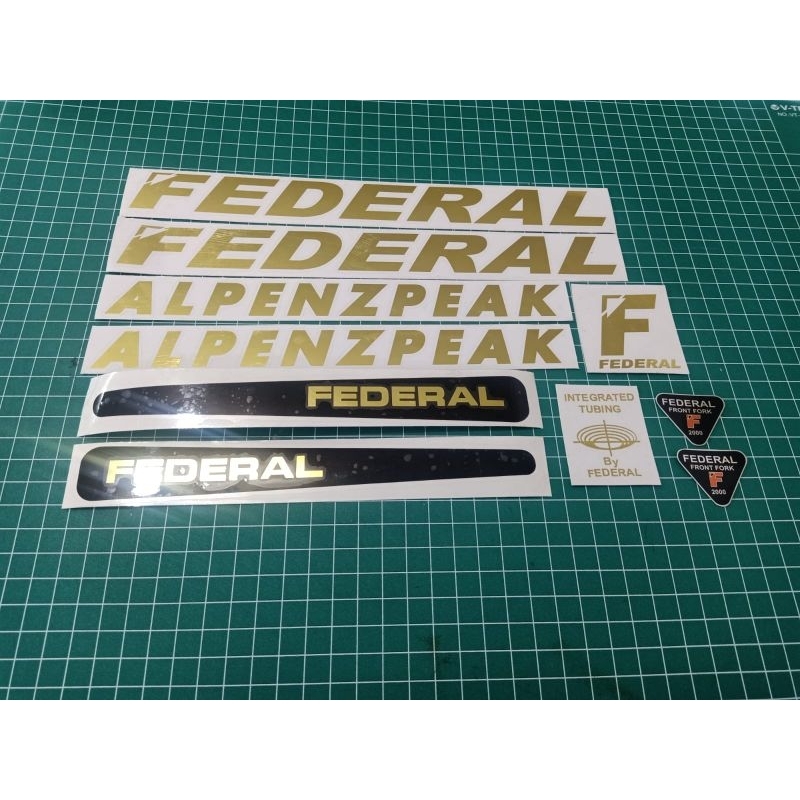 FEDERAL
FEDERAL
ALPENZPEAK
ALPENZPEAK
F
FEDERAL
FEDERAL
FEDERAL
INTEGRATED
TUBING
By
FEDERAL
FEDERAL
FRONT FORK
F
2000
FEDERAL
FRONT FORK
F
2000